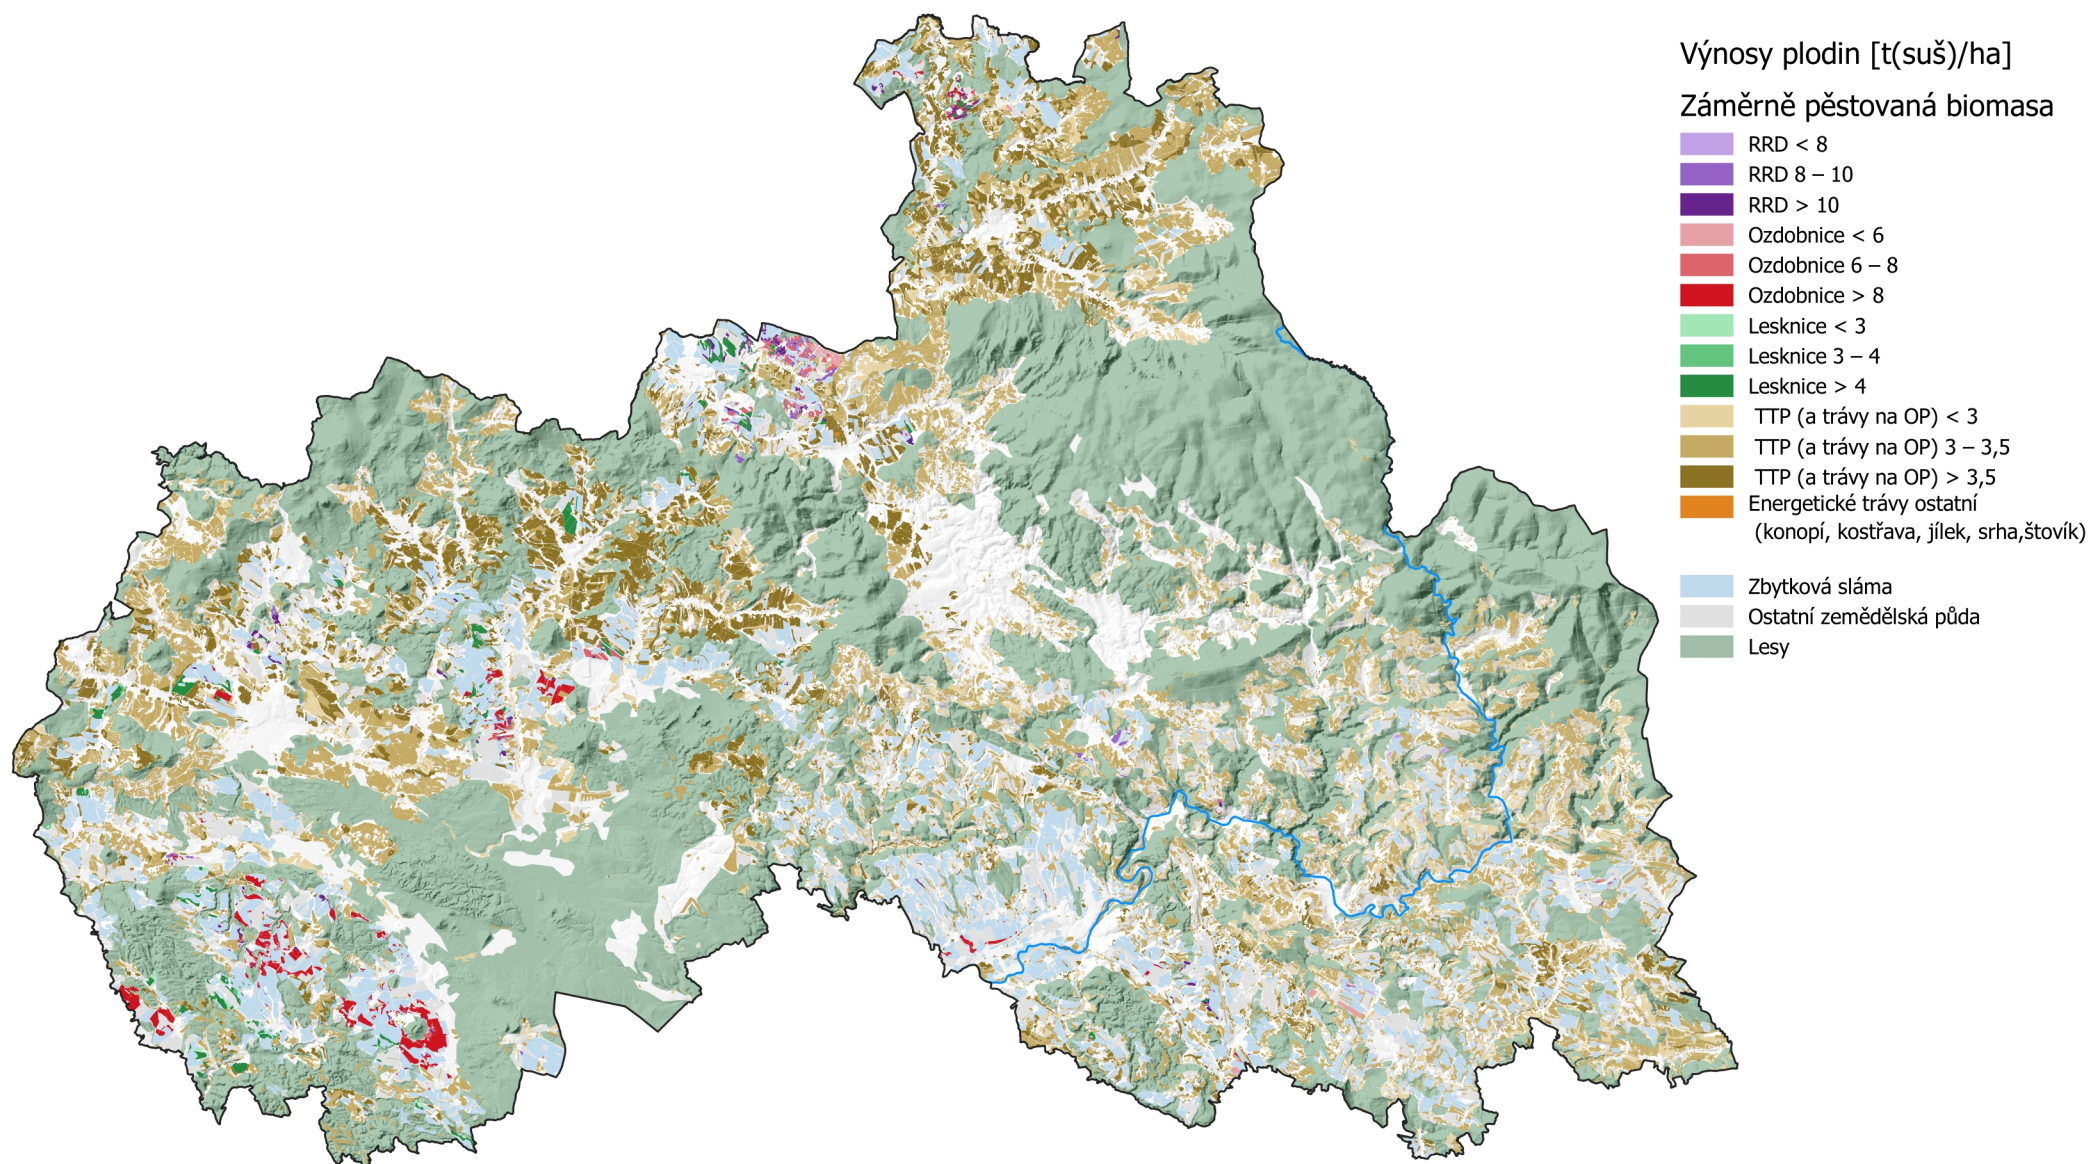 Výnosy plodin [t(suš)/ha]
Záměrně pěstovaná biomasa
RRD < 8
RRD 8 – 10
RRD > 10
Ozdobnice < 6
Ozdobnice 6 – 8
Ozdobnice > 8
Lesknice < 3
Lesknice 3 – 4
Lesknice > 4
TTP (a trávy na OP) < 3
TTP (a trávy na OP) 3 – 3,5
TTP (a trávy na OP) > 3,5
Energetické trávy ostatní
(konopí, kostřava, jílek, srha,štovík)
Zbytková sláma
Ostatní zemědělská půda
Lesy